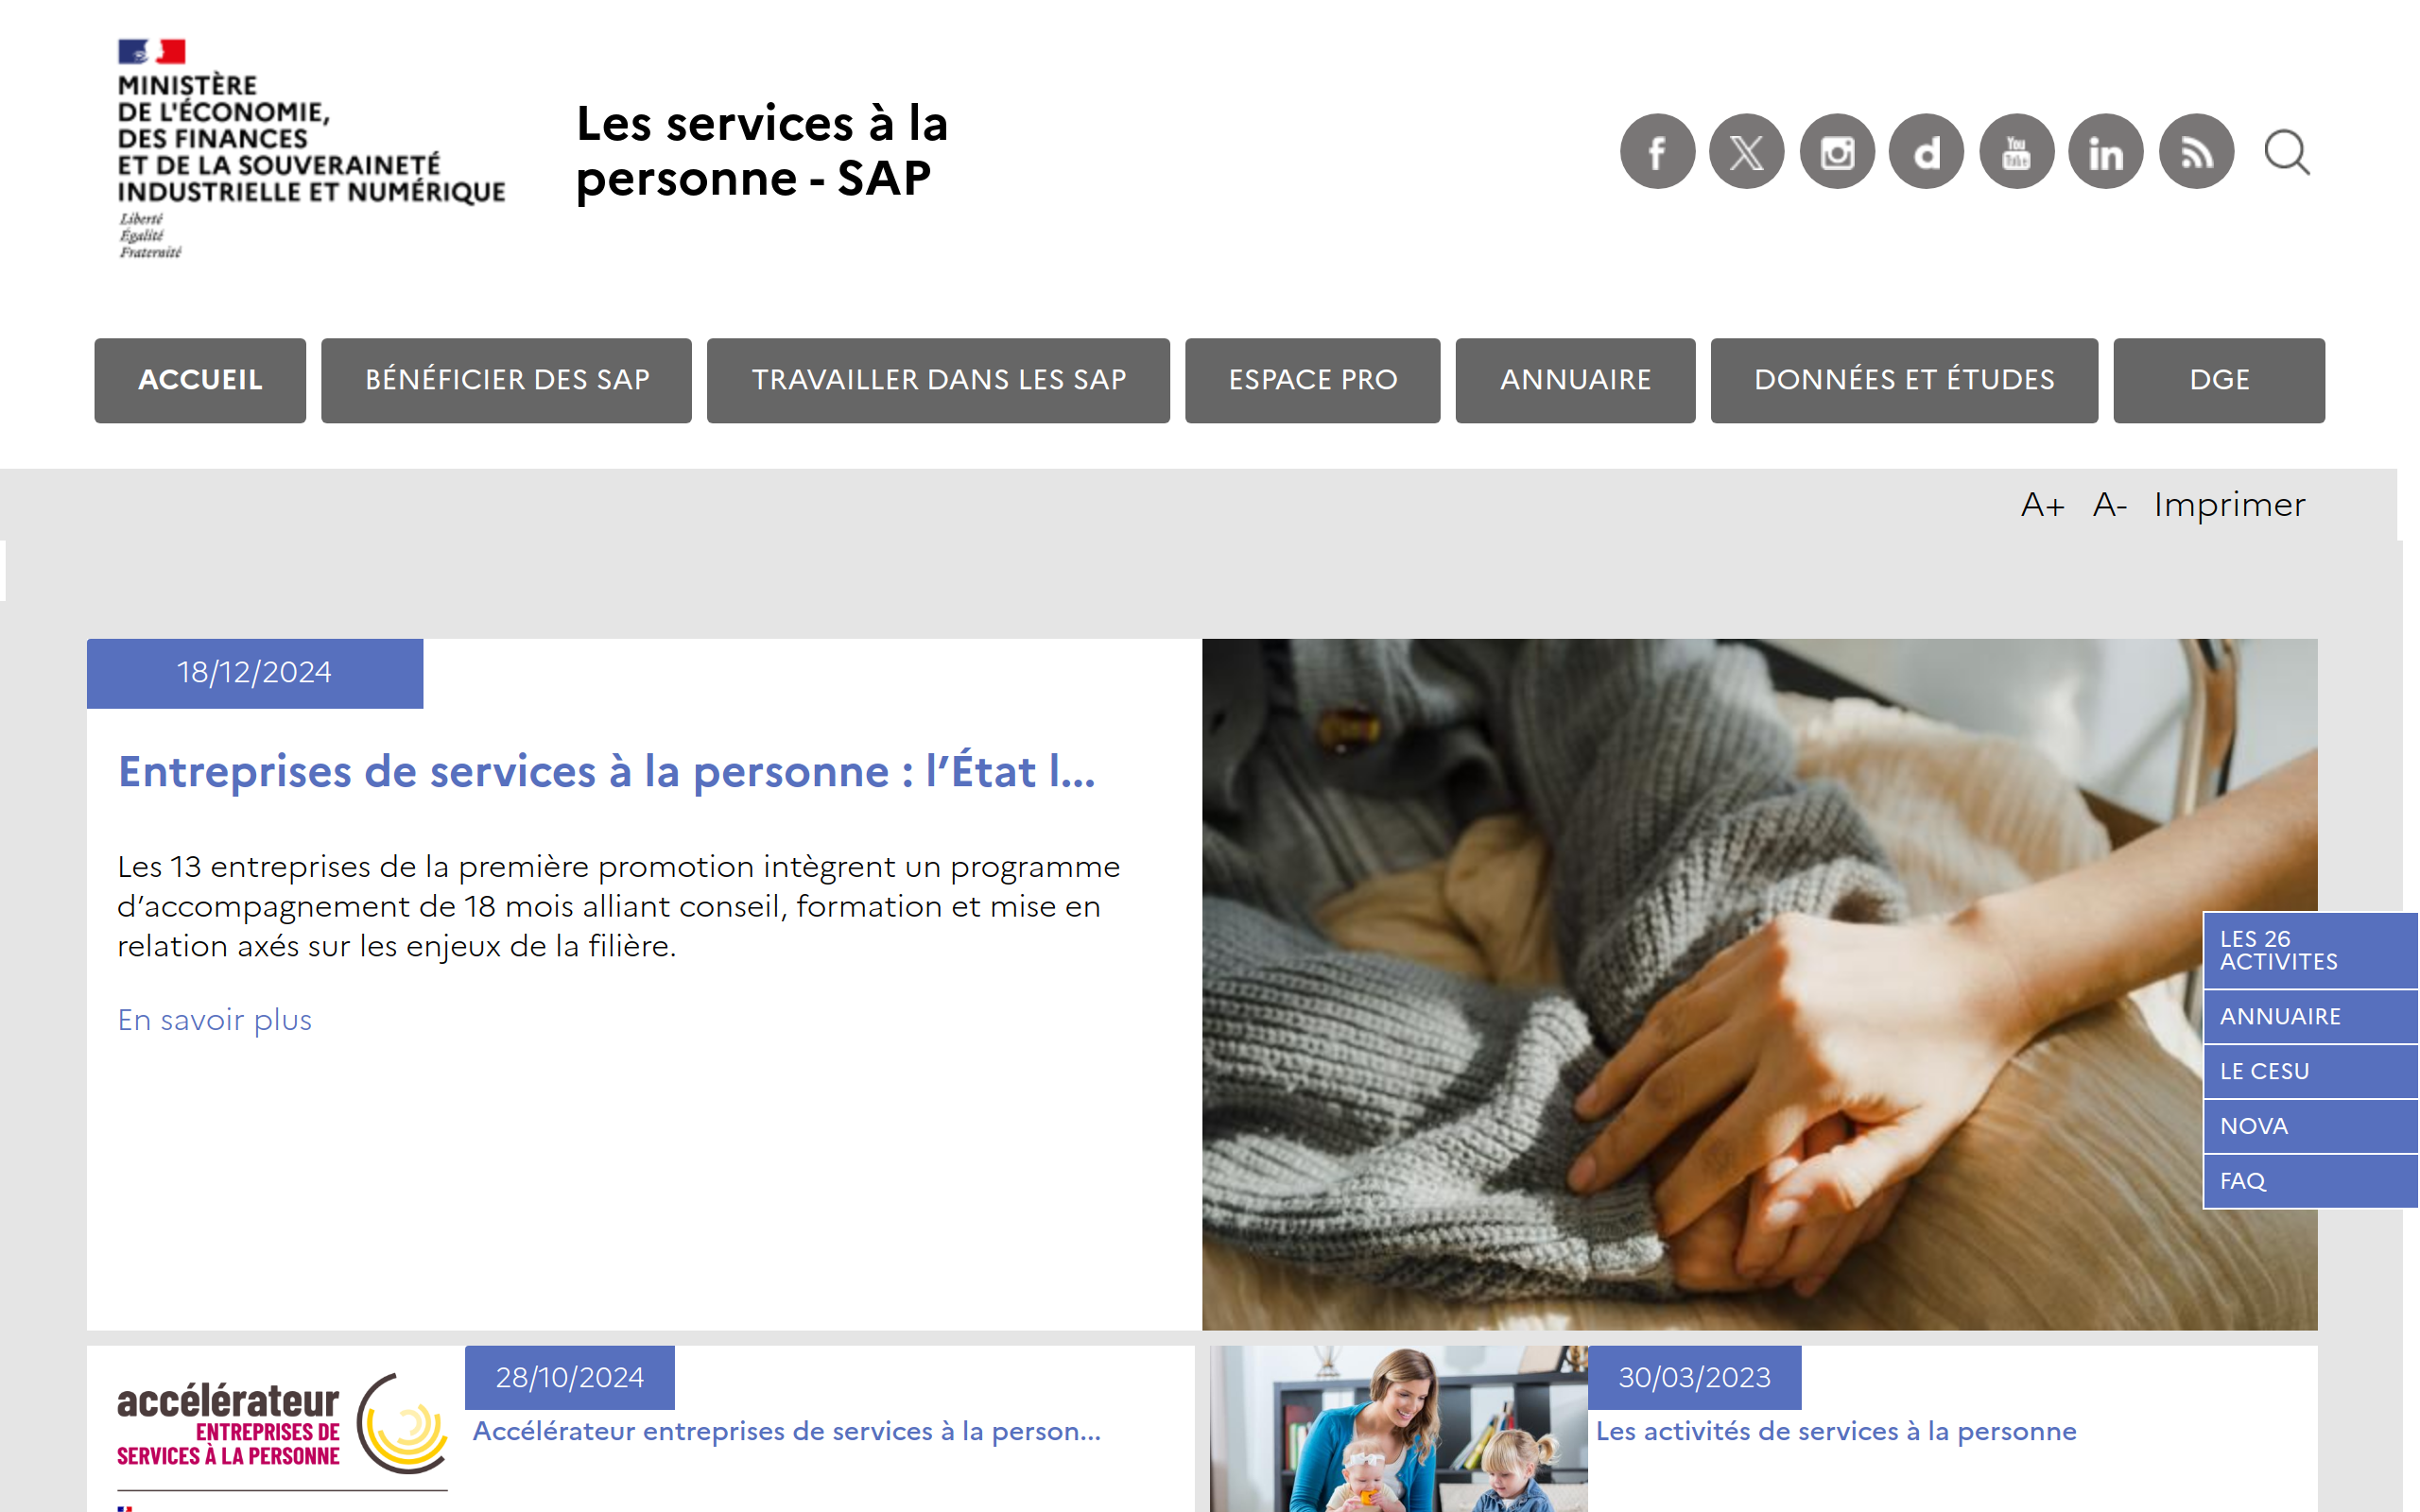 MINISTÈRE
DE L'ÉCONOMIE,
DES FINANCES
ET DE LA SOUVERAINETÉ
INDUSTRIELLE ET NUMÉRIQUE
Liberté
Égalité
Fraternité
Les services à la
personne - SAP
f
X
d
You
Tube
in
ACCUEIL
BÉNÉFICIER DES SAP
TRAVAILLER DANS LES SAP
ESPACE PRO
ANNUAIRE
DONNÉES ET ÉTUDES
DGE
A+ A- Imprimer
18/12/2024
Entreprises de services à la personne : l’État l...
Les 13 entreprises de la première promotion intègrent un programme
d’accompagnement de 18 mois alliant conseil, formation et mise en
relation axés sur les enjeux de la filière.
En savoir plus
LES 26
ACTIVITES
ANNUAIRE
LE CESU
NOVA
FAQ
accélérateur
ENTREPRISES DE
SERVICES À LA PERSONNE
28/10/2024
Accélérateur entreprises de services à la person...
30/03/2023
Les activités de services à la personne